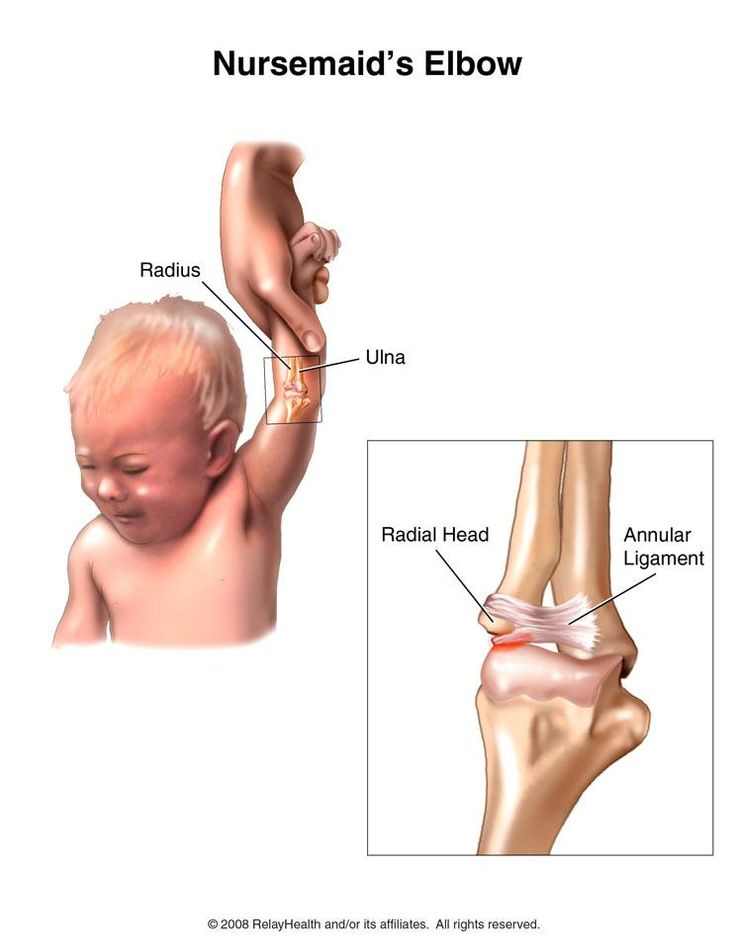 Nursemaid’s Elbow
Radius
Ulna
Radial Head
Annular
Ligament
© 2008 RelayHealth and/or its affiliates. All rights reserved.